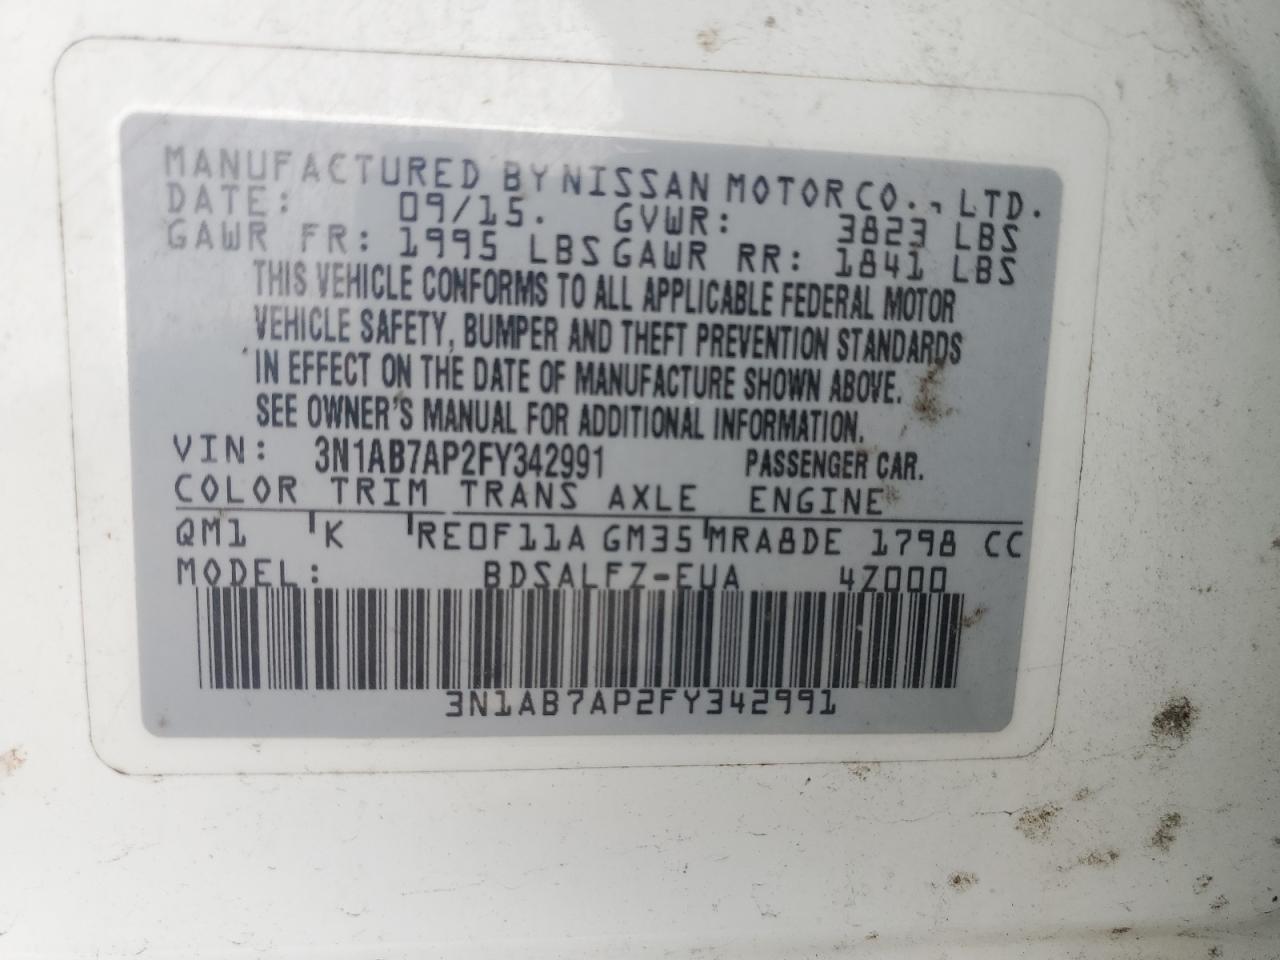 MANUFACTURED BY NISSAN MOTOR CO., LTD.
DATE: 09/15. GVWR: 3823 LBS
GAWR FR: 1995 LBS GAWR RR: 1841 LBS
THIS VEHICLE CONFORMS TO ALL APPLICABLE FEDERAL MOTOR
VEHICLE SAFETY, BUMPER AND THEFT PREVENTION STANDARDS
IN EFFECT ON THE DATE OF MANUFACTURE SHOWN ABOVE.
SEE OWNER'S MANUAL FOR ADDITIONAL INFORMATION.
VIN: 3N1AB7AP2FY342991 PASSENGER CAR.
COLOR TRIM TRANS AXLE ENGINE
QM1 K RE0F11A GM35 MRA8DE 1798 CC
MODEL: BDSALFZ-EUA 4Z000
3N1AB7AP2FY342991